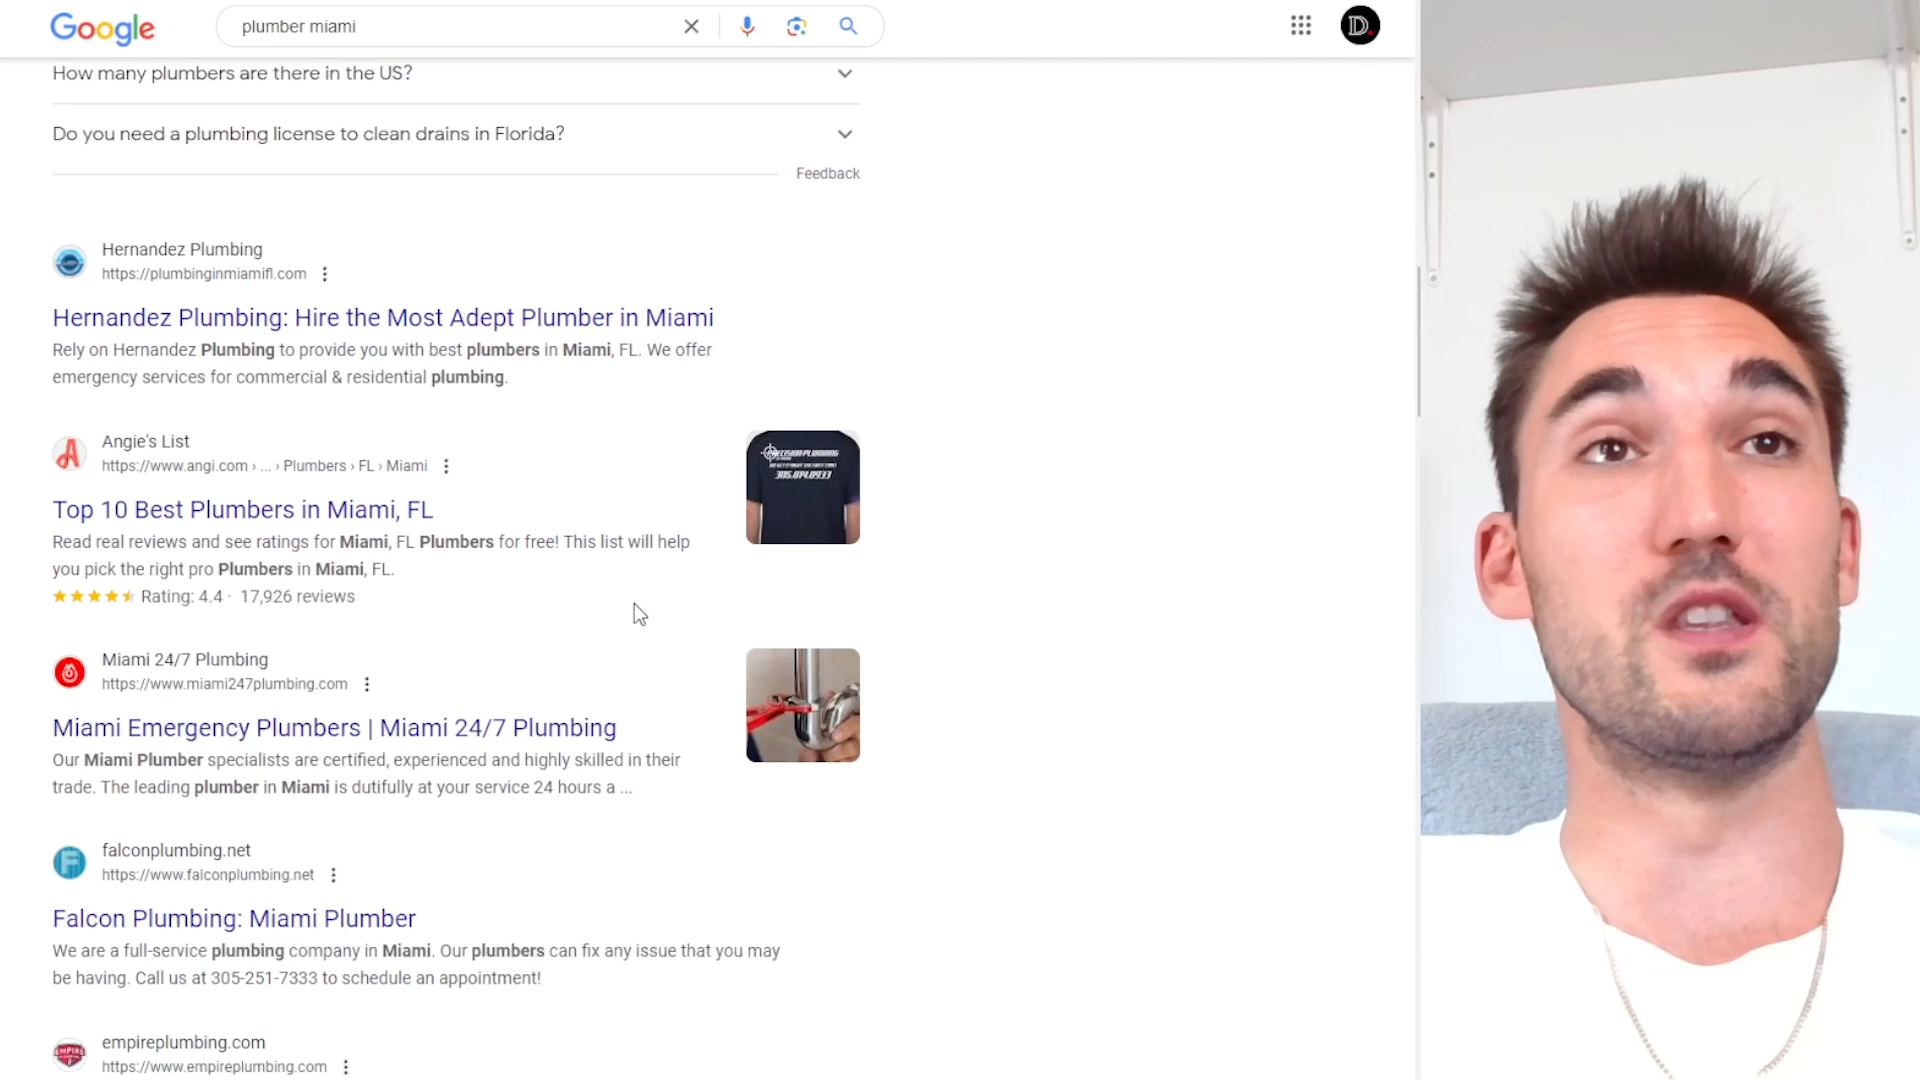 Google
plumber miami
D.
How many plumbers are there in the US?
Do you need a plumbing license to clean drains in Florida?
Feedback
Hernandez Plumbing
https://plumbinginmiamifl.com
Hernandez Plumbing: Hire the Most Adept Plumber in Miami
Rely on Hernandez Plumbing to provide you with best plumbers in Miami, FL. We offer
emergency services for commercial & residential plumbing.
Angie's List
https://www.angi.com › ... › Plumbers › FL › Miami
Top 10 Best Plumbers in Miami, FL
Read real reviews and see ratings for Miami, FL Plumbers for free! This list will help
you pick the right pro Plumbers in Miami, FL.
Rating: 4.4 · 17,926 reviews
PRECISION PLUMBING
305.814.0933
Miami 24/7 Plumbing
https://www.miami247plumbing.com
Miami Emergency Plumbers | Miami 24/7 Plumbing
Our Miami Plumber specialists are certified, experienced and highly skilled in their
trade. The leading plumber in Miami is dutifully at your service 24 hours a ...
falconplumbing.net
https://www.falconplumbing.net
Falcon Plumbing: Miami Plumber
We are a full-service plumbing company in Miami. Our plumbers can fix any issue that you may
be having. Call us at 305-251-7333 to schedule an appointment!
EMPIRE
empireplumbing.com
https://www.empireplumbing.com